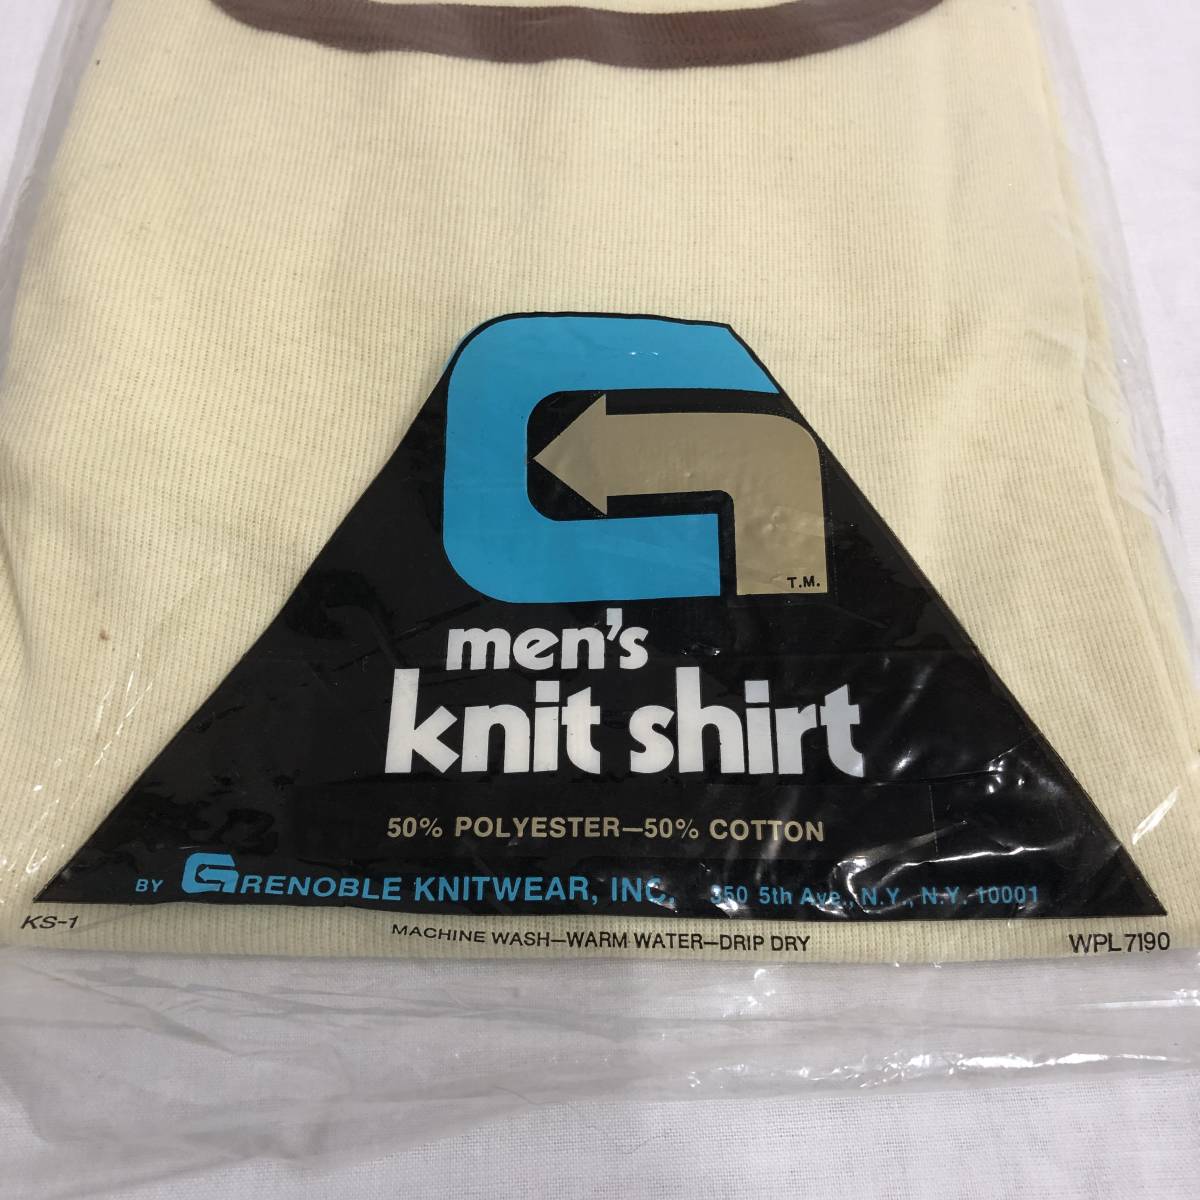 T.M.
men's
knit shirt
50% POLYESTER—50% COTTON
BY GRENOBLE KNITWEAR, INC. 350 5th Ave., N.Y., N.Y. 10001
KS-1 MACHINE WASH—WARM WATER—DRIP DRY WPL 7190